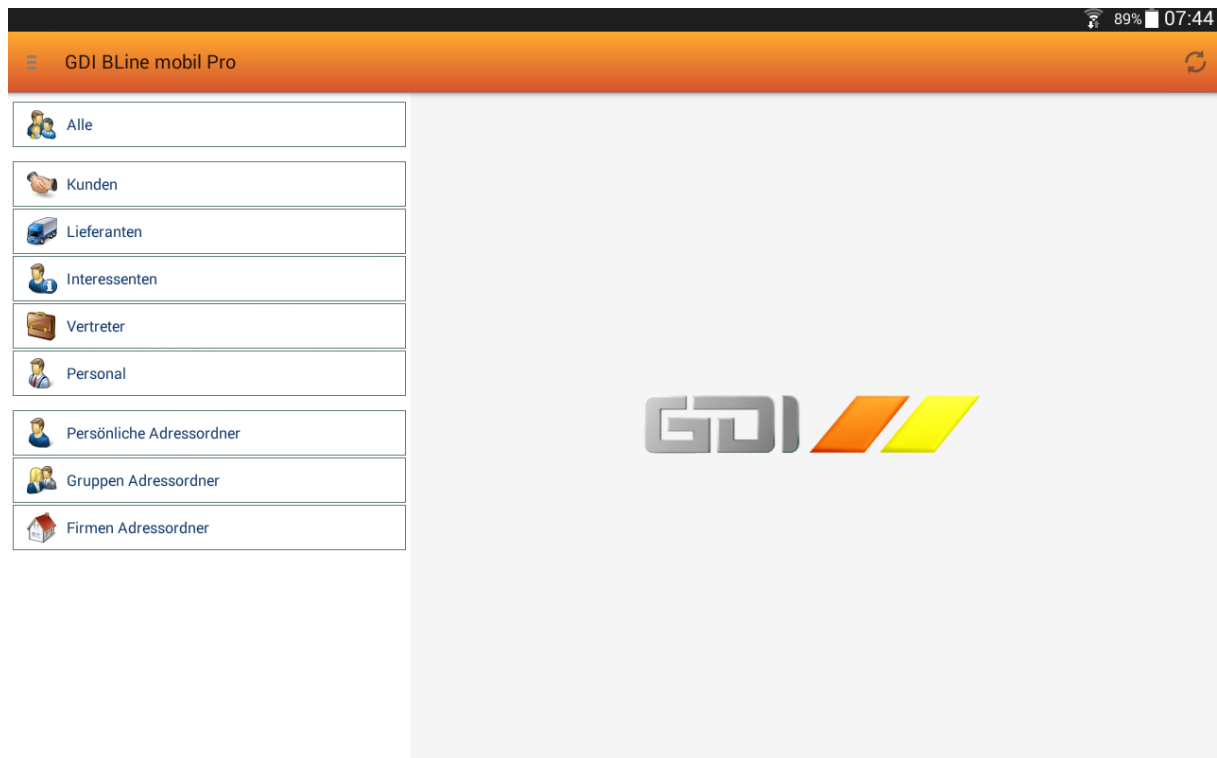 89% 07:44
GDI BLine mobil Pro
Alle
Kunden
Lieferanten
Interessenten
Vertreter
Personal
Persönliche Adressordner
Gruppen Adressordner
Firmen Adressordner
GDI